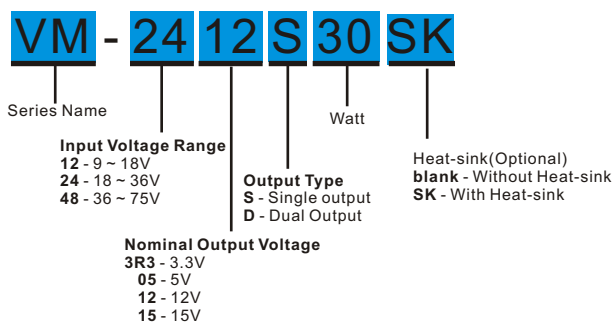 VM - 24 12 S 30 SK
Series Name
Watt
Input Voltage Range
12 - 9 ~ 18V
24 - 18 ~ 36V
48 - 36 ~ 75V
Output Type
S - Single output
D - Dual Output
Heat-sink(Optional)
blank - Without Heat-sink
SK - With Heat-sink
Nominal Output Voltage
3R3 - 3.3V
05 - 5V
12 - 12V
15 - 15V